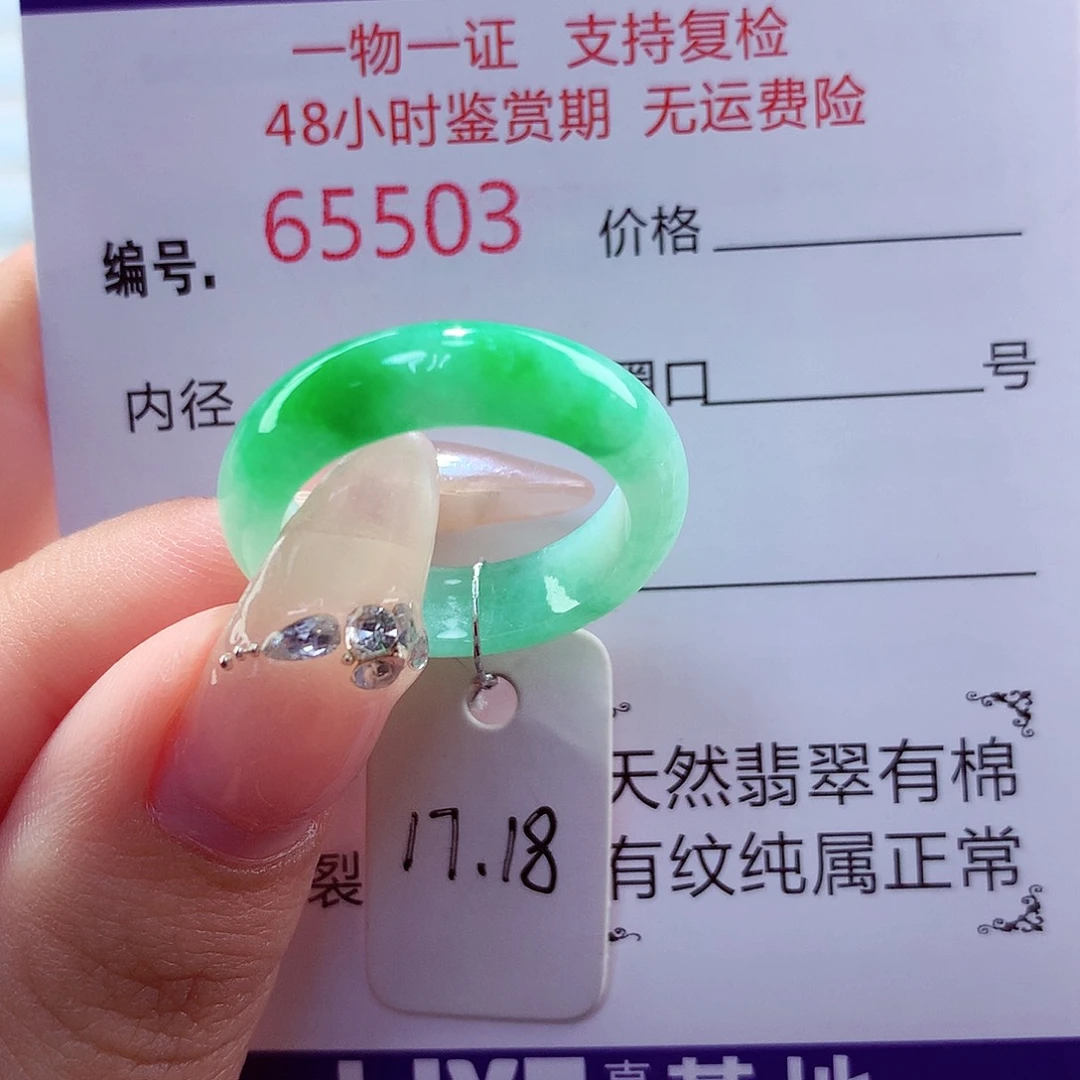 一物一证 支持复检
48小时鉴赏期 无运费险
编号. 65503 价格
内径 圈口 号
天然翡翠有棉
裂 有纹纯属正常
17.18
基地